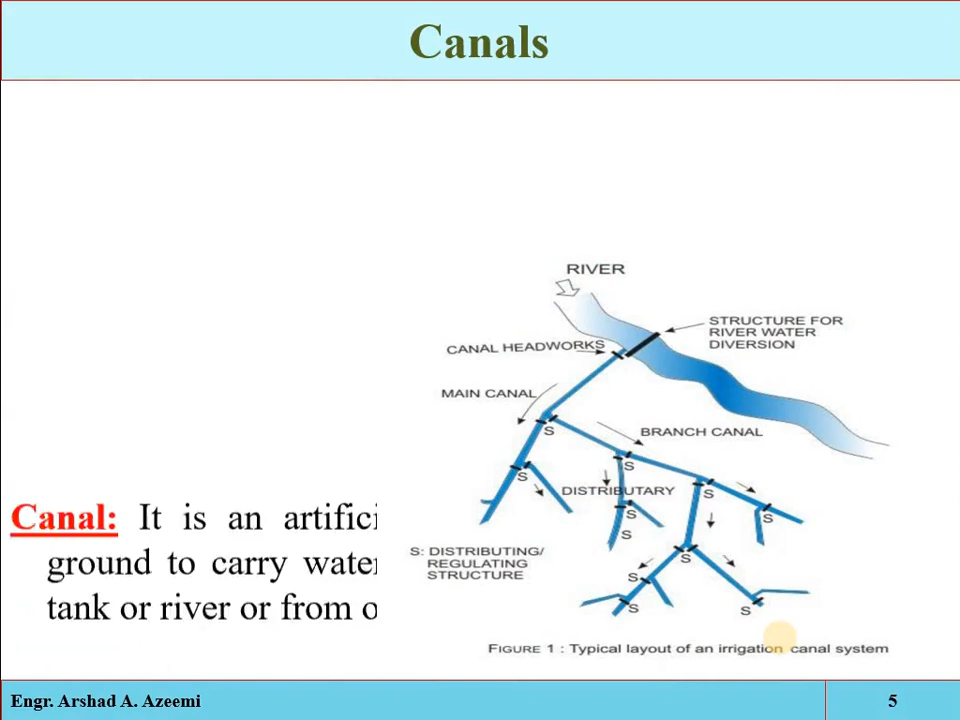 Canals
RIVER
STRUCTURE FOR
RIVER WATER
DIVERSION
CANAL HEADWORKS
MAIN CANAL
S
BRANCH CANAL
S
S
DISTRIBUTARY
S
S
S
S
S: DISTRIBUTING/
REGULATING
STRUCTURE
S
S
S
S
Canal: It is an artifici
ground to carry water
tank or river or from o
FIGURE 1 : Typical layout of an irrigation canal system
Engr. Arshad A. Azeemi
5